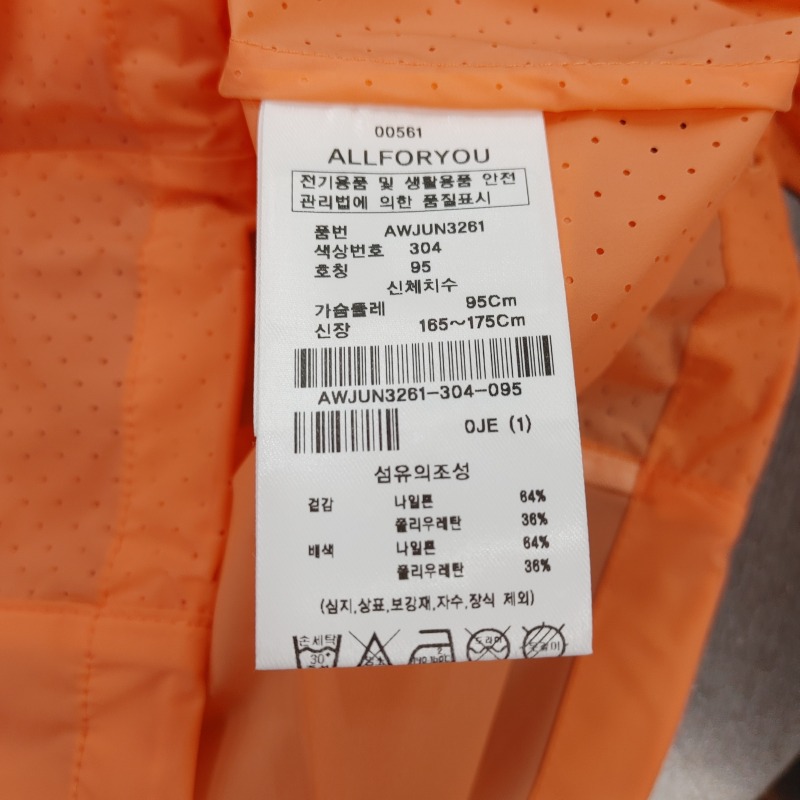 00561
ALLFORYOU
전기용품 및 생활용품 안전
관리법에 의한 품질표시
품번 AWJUN3261
색상번호 304
호칭 95
신체치수
가슴둘레 95Cm
신장 165~175Cm
AWJUN3261-304-095
0JE (1)
섬유의조성
겉감 나일론 64%
폴리우레탄 36%
배색 나일론 64%
폴리우레탄 36%
(심지,상표,보강재,자수,장식 제외)
손세탁 드라이
30°